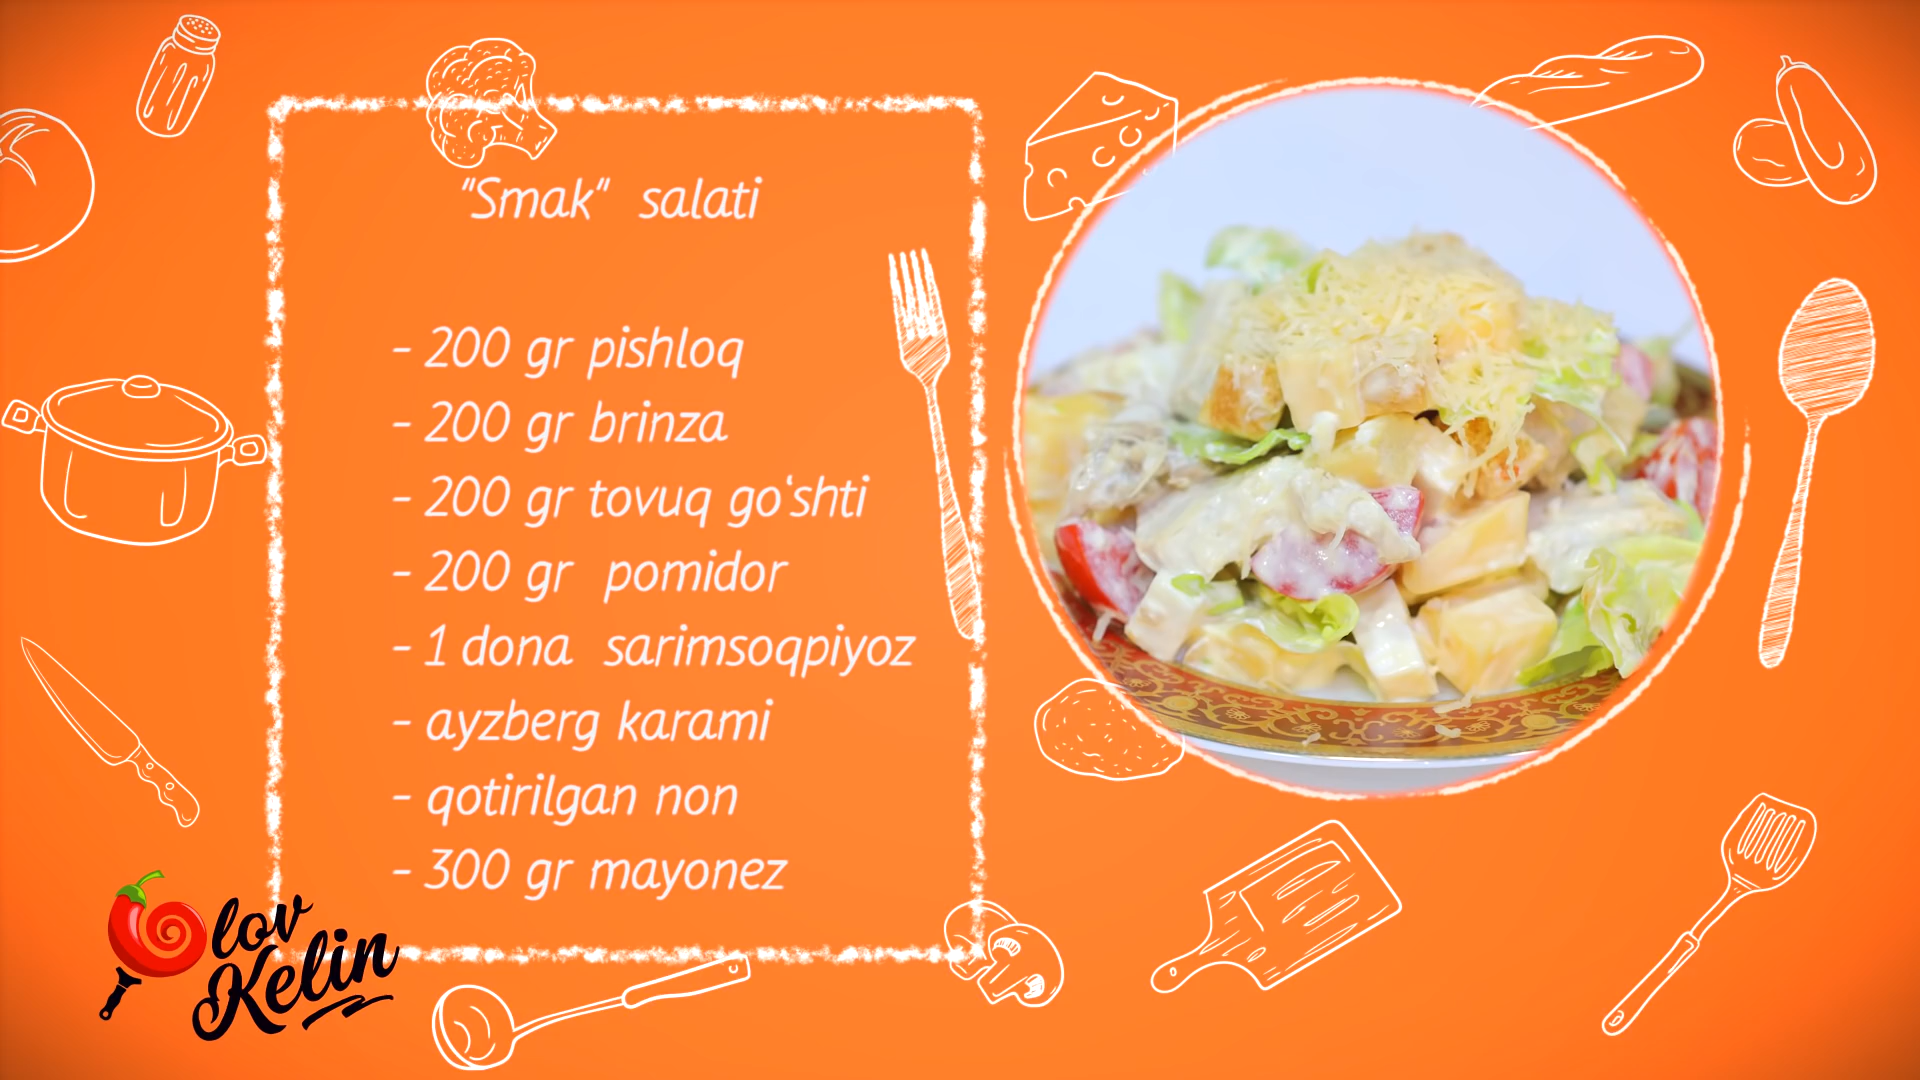 "Smak" salati
- 200 gr pishloq
- 200 gr brinza
- 200 gr tovuq go‘shti
- 200 gr pomidor
- 1 dona sarimsoqpiyoz
- ayzberg karami
- qotirilgan non
- 300 gr mayonez
Olov
Kelin